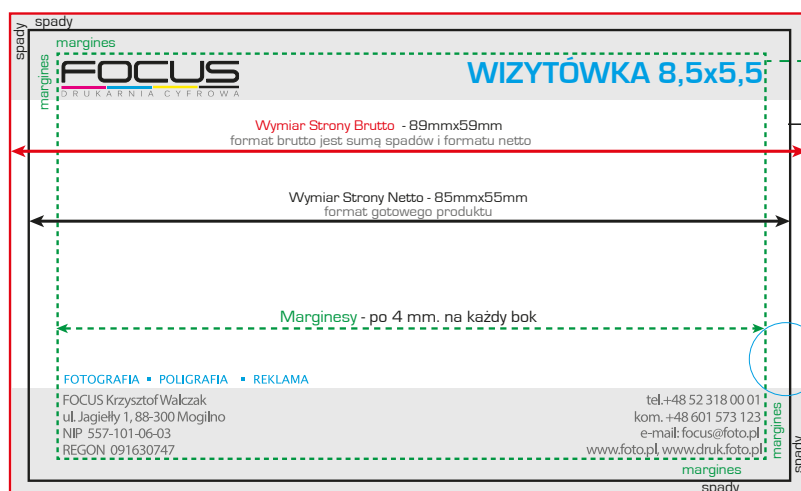 spady
spady
margines
margines
FOCUS
DRUKARNIA CYFROWA
WIZYTÓWKA 8,5x5,5
Wymiar Strony Brutto - 89mmx59mm
format brutto jest sumą spadów i formatu netto
Wymiar Strony Netto - 85mmx55mm
format gotowego produktu
Marginesy - po 4 mm. na każdy bok
FOTOGRAFIA ▪ POLIGRAFIA ▪ REKLAMA
FOCUS Krzysztof Walczak
ul. Jagiełły 1, 88-300 Mogilno
NIP 557-101-06-03
REGON 091630747
tel.+48 52 318 00 01
kom. +48 601 573 123
e-mail: focus@foto.pl
www.foto.pl, www.druk.foto.pl
margines
margines
spady
spady